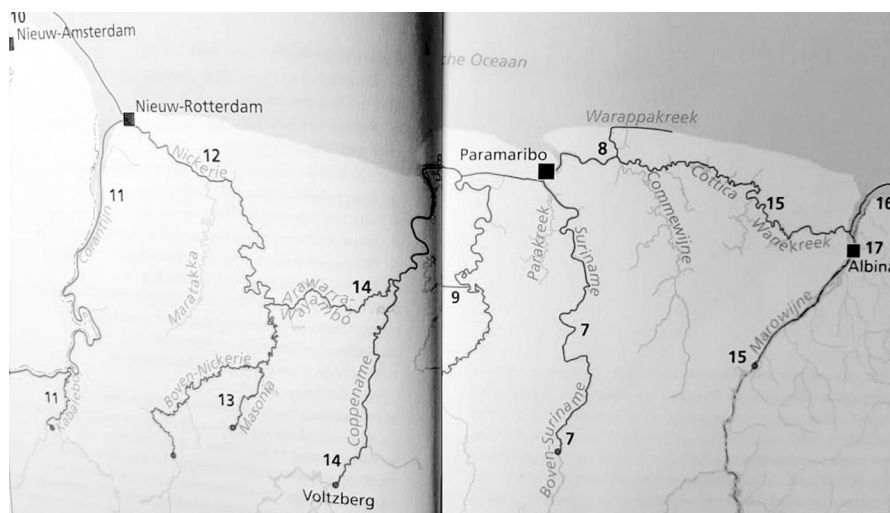 10
Nieuw-Amsterdam
Nieuw-Rotterdam
Nickerie
12
11
Corantijn
Maratakka
Arawarra-
Wayambo
14
Boven-Nickerie
13
Masonia
11
Kabalebo
Coppename
14
Voltzberg
che Oceaan
Warappakreek
Paramaribo
8
Commewijne
Cottica
15
Wanekreek
16
17
Albina
Parakreek
Suriname
9
7
Marowijne
15
7
Boven-Suriname